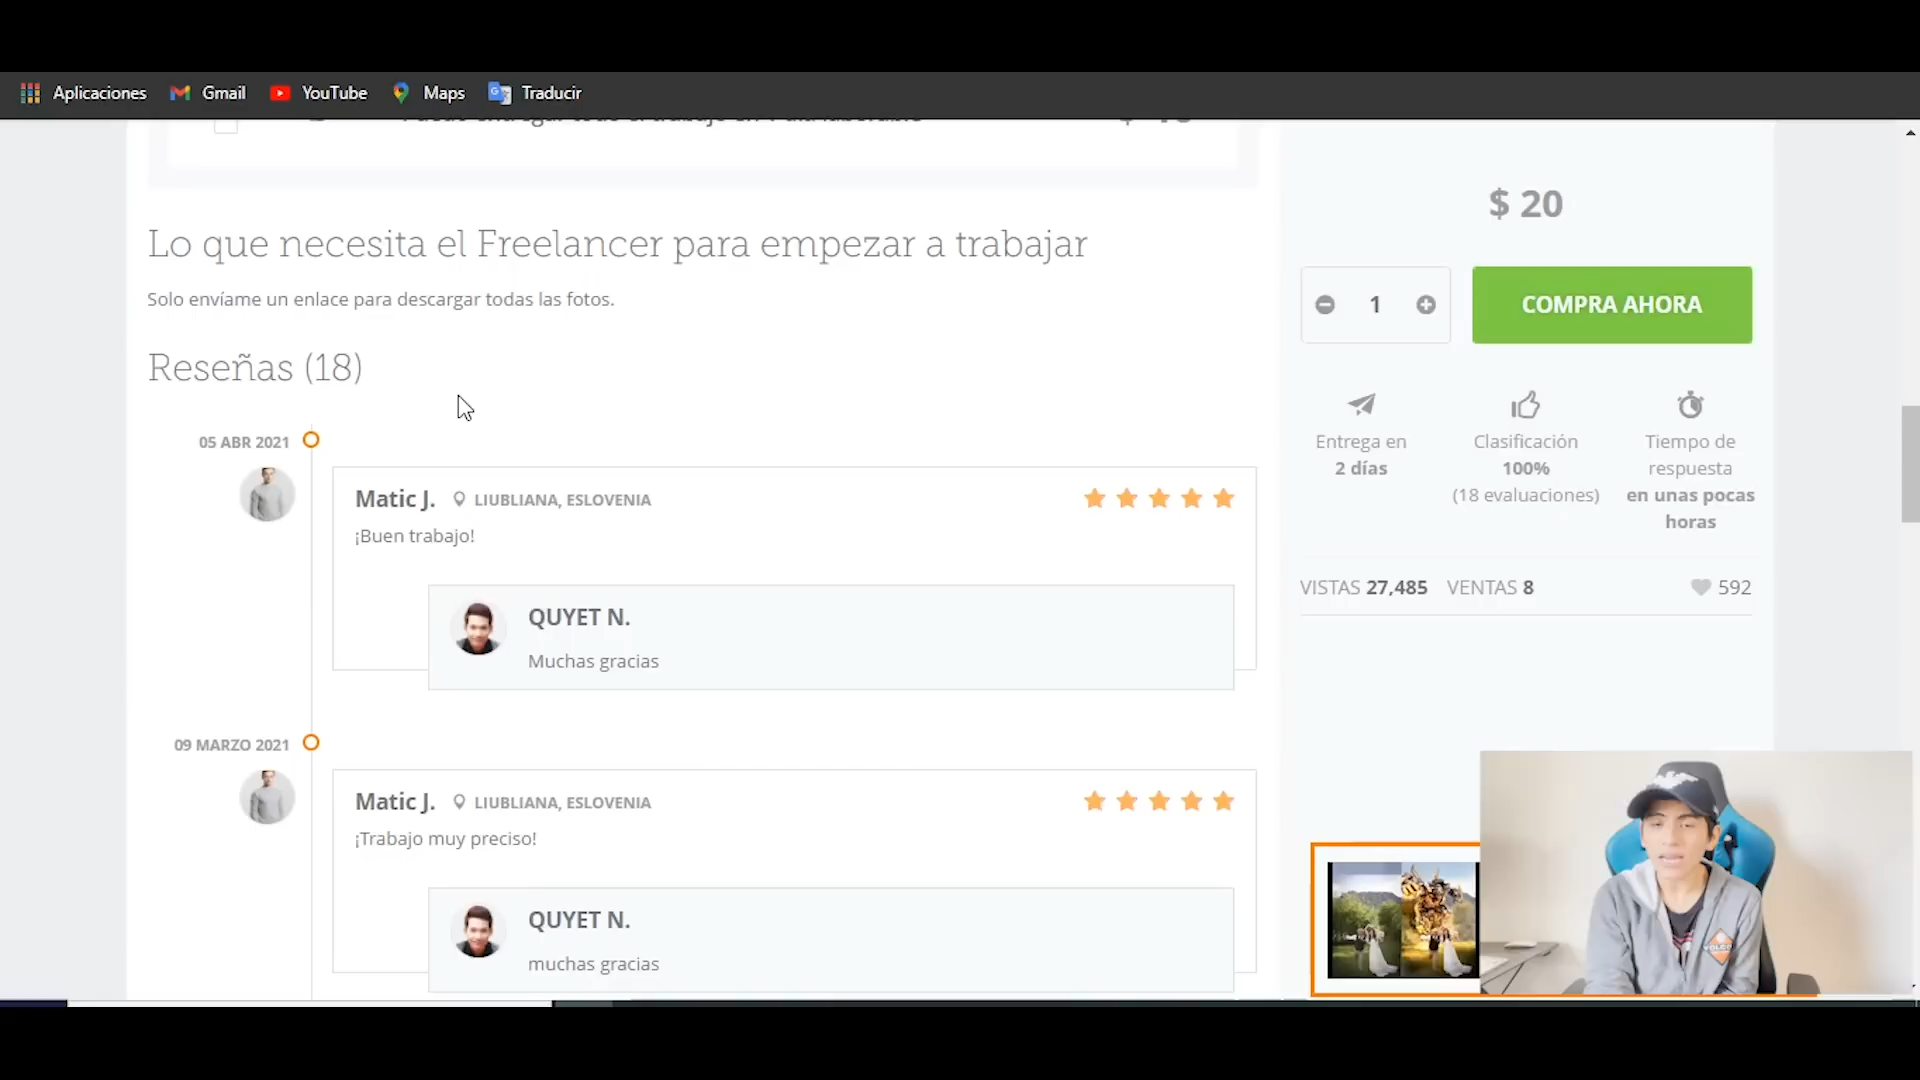 Aplicaciones
Gmail
YouTube
Maps
Traducir
Lo que necesita el Freelancer para empezar a trabajar
Solo envíame un enlace para descargar todas las fotos.
Reseñas (18)
05 ABR 2021
Matic J.
LIUBLIANA, ESLOVENIA
¡Buen trabajo!
QUYET N.
Muchas gracias
09 MARZO 2021
Matic J.
LIUBLIANA, ESLOVENIA
¡Trabajo muy preciso!
QUYET N.
muchas gracias
$ 20
1
COMPRA AHORA
Entrega en
2 días
Clasificación
100%
(18 evaluaciones)
Tiempo de
respuesta
en unas pocas
horas
VISTAS 27,485
VENTAS 8
592